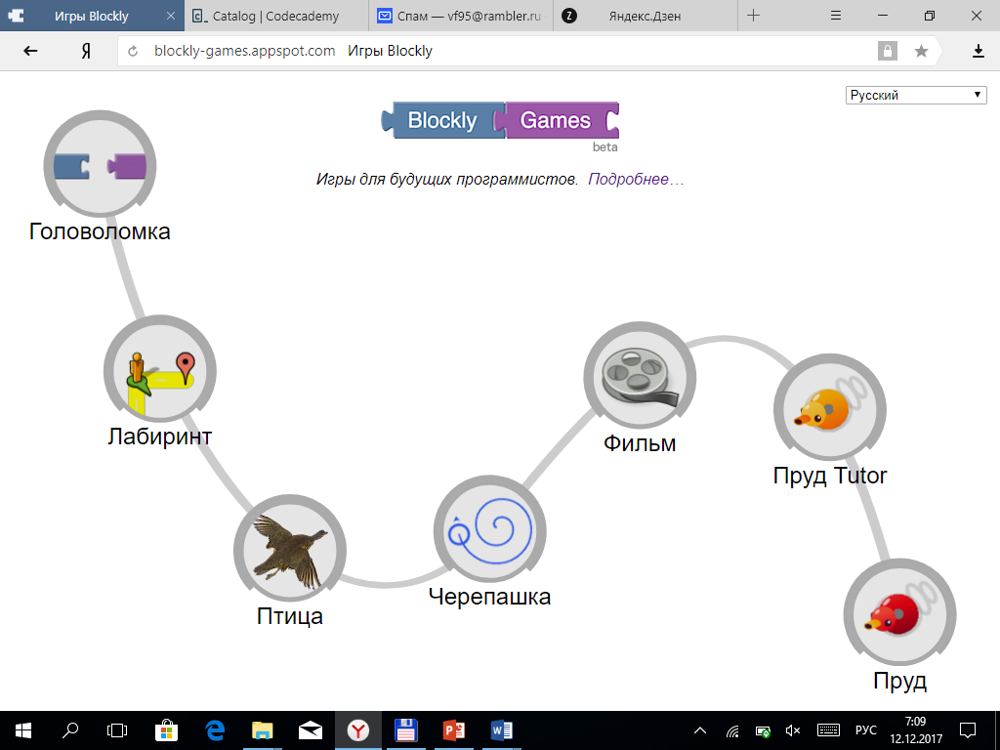 Игры Blockly
Catalog | Codecademy
Спам — vf95@rambler.ru
Яндекс.Дзен
blockly-games.appspot.com Игры Blockly
Русский
Blockly Games
beta
Игры для будущих программистов. Подробнее…
Головоломка
Лабиринт
Птица
Черепашка
Фильм
Пруд Tutor
Пруд
РУС
7:09
12.12.2017